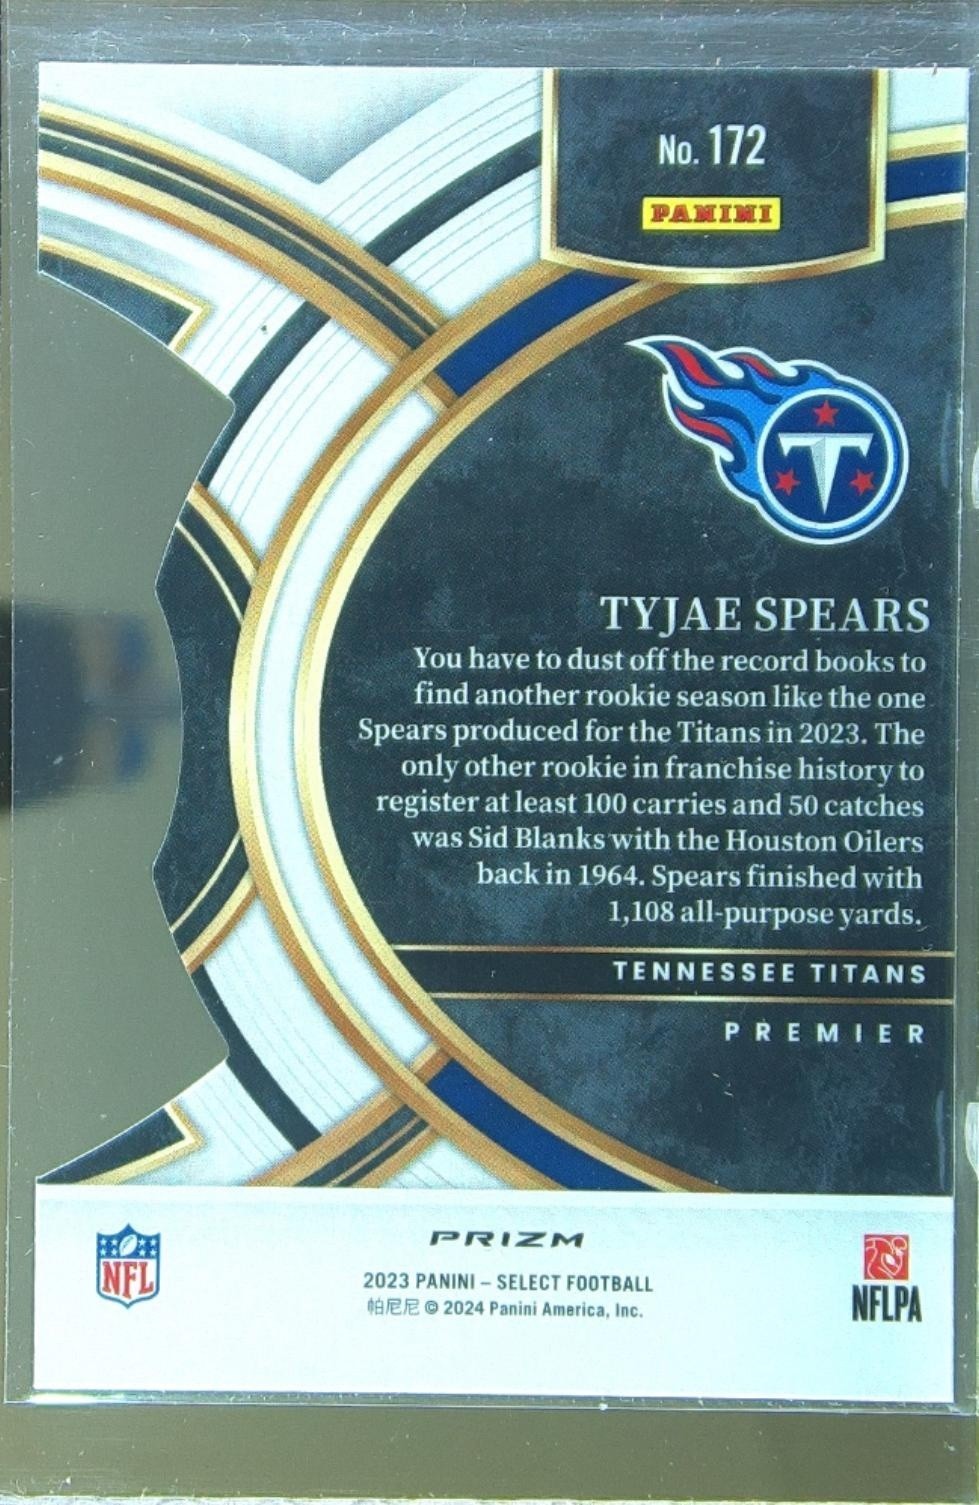 No. 172
PANINI
T
TYJAE SPEARS
You have to dust off the record books to
find another rookie season like the one
Spears produced for the Titans in 2023. The
only other rookie in franchise history to
register at least 100 carries and 50 catches
was Sid Blanks with the Houston Oilers
back in 1964. Spears finished with
1,108 all-purpose yards.
TENNESSEE TITANS
PREMIER
NFL
PRIZM
2023 PANINI – SELECT FOOTBALL
帕尼尼 © 2024 Panini America, Inc.
NFLPA